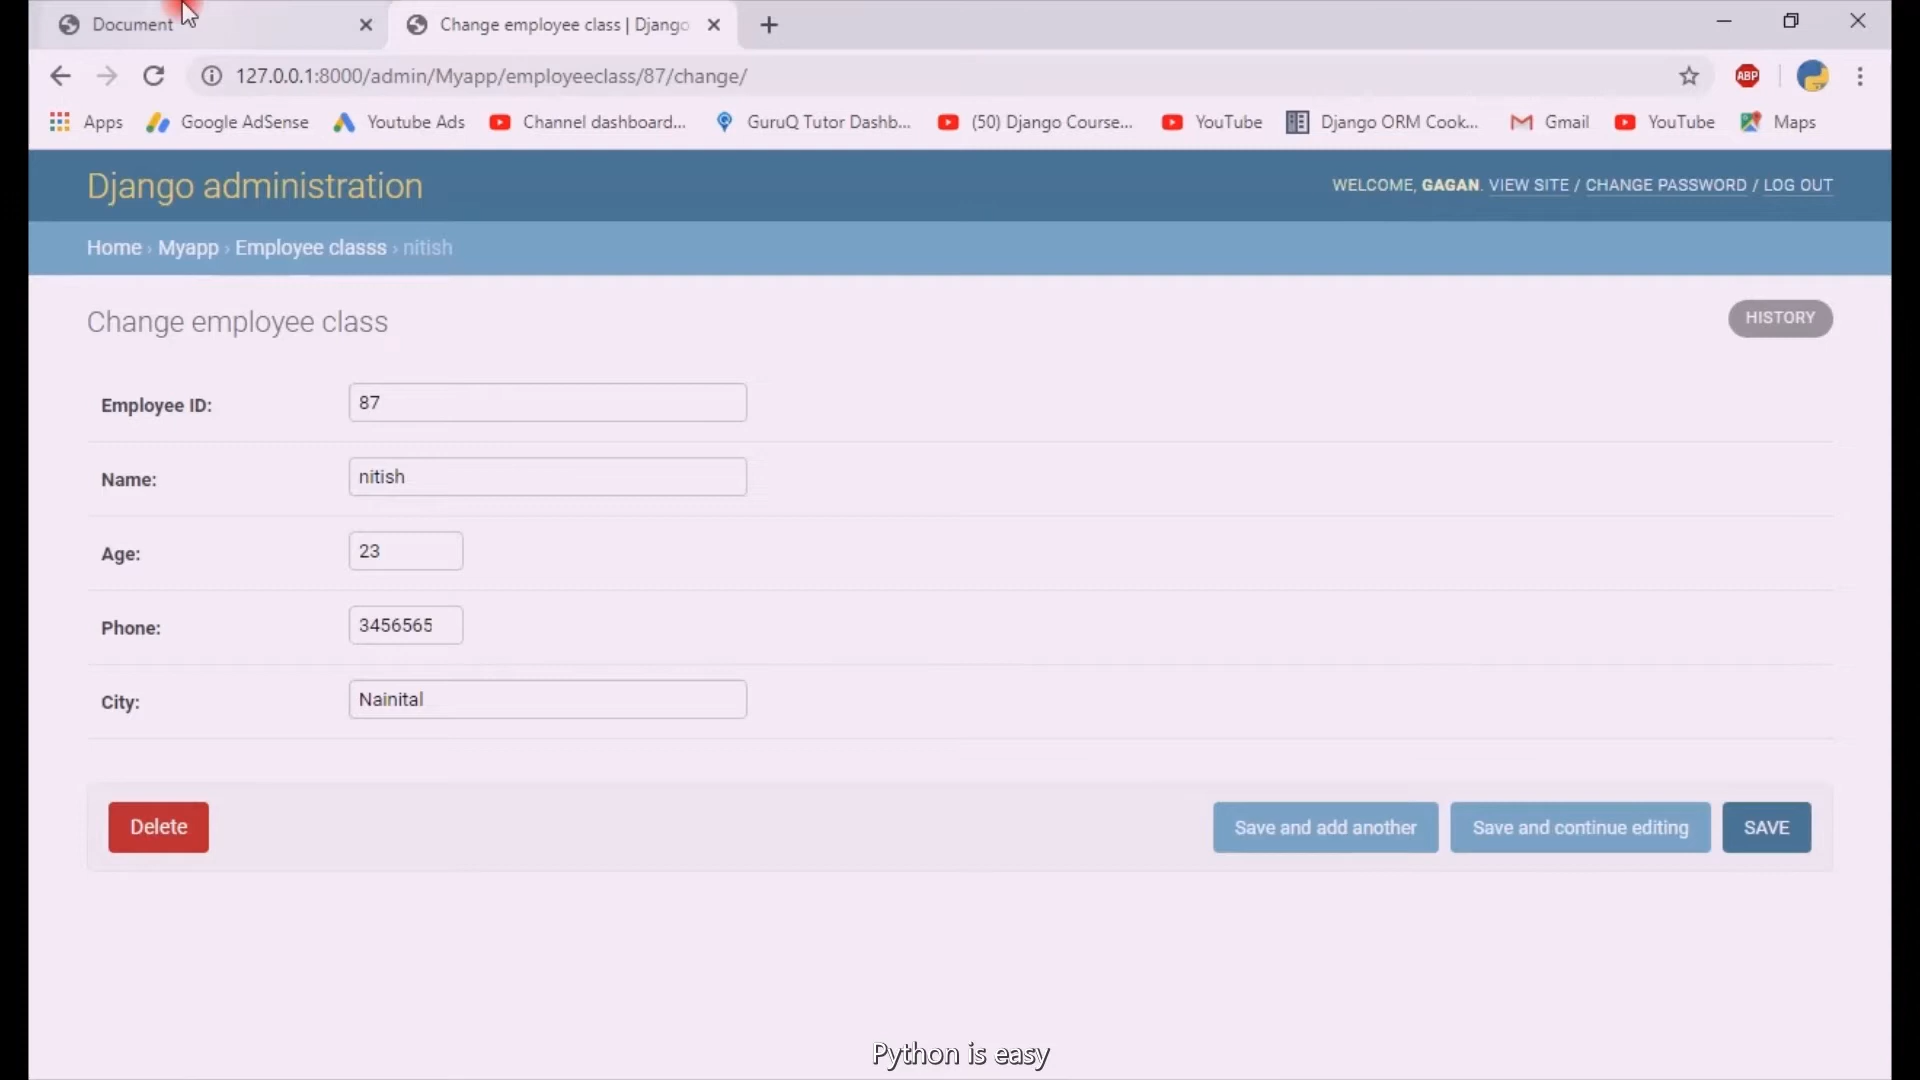 Document
Change employee class | Django
127.0.0.1:8000/admin/Myapp/employeeclass/87/change/
ABP
Apps Google AdSense Youtube Ads Channel dashboard... GuruQ Tutor Dashb... (50) Django Course... YouTube Django ORM Cook... Gmail YouTube Maps
Django administration
WELCOME, GAGAN. VIEW SITE / CHANGE PASSWORD / LOG OUT
Home › Myapp › Employee classs › nitish
Change employee class
HISTORY
Employee ID: 87
Name: nitish
Age: 23
Phone: 3456565
City: Nainital
Delete Save and add another Save and continue editing SAVE
Python is easy